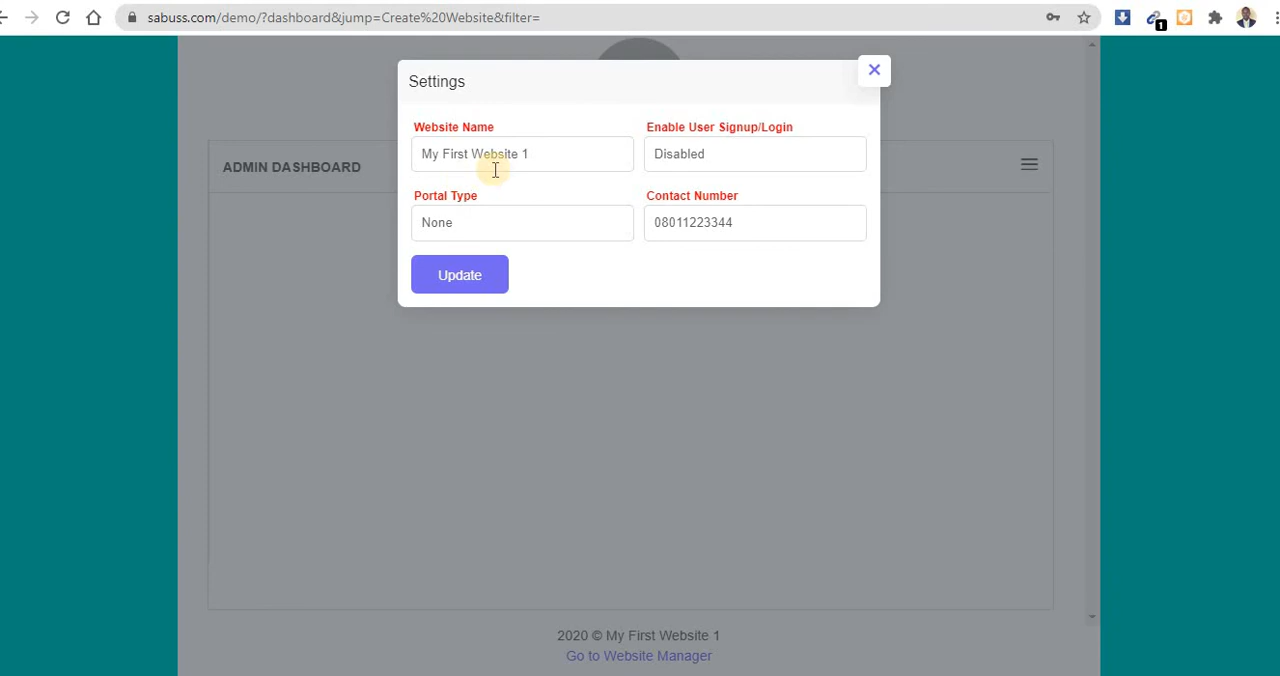 sabuss.com/demo/?dashboard&jump=Create%20Website&filter=
1
Settings
Website Name
Enable User Signup/Login
My First Website 1
Disabled
ADMIN DASHBOARD
Portal Type
Contact Number
None
08011223344
Update
2020 © My First Website 1
Go to Website Manager